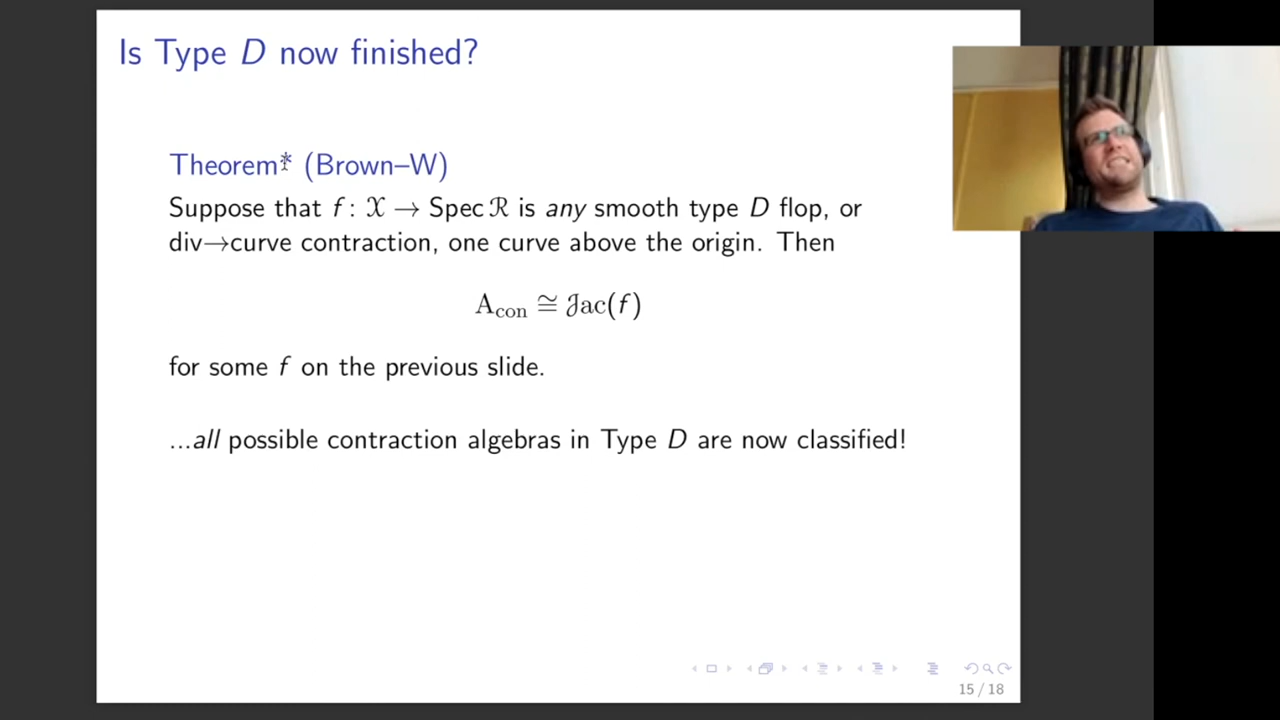 Is Type D now finished?
Theorem* (Brown–W)
Suppose that f : 𝒳 → Spec ℛ is any smooth type D flop, or
div→curve contraction, one curve above the origin. Then
A_con ≅ 𝒥ac(f)
for some f on the previous slide.
...all possible contraction algebras in Type D are now classified!
15 / 18